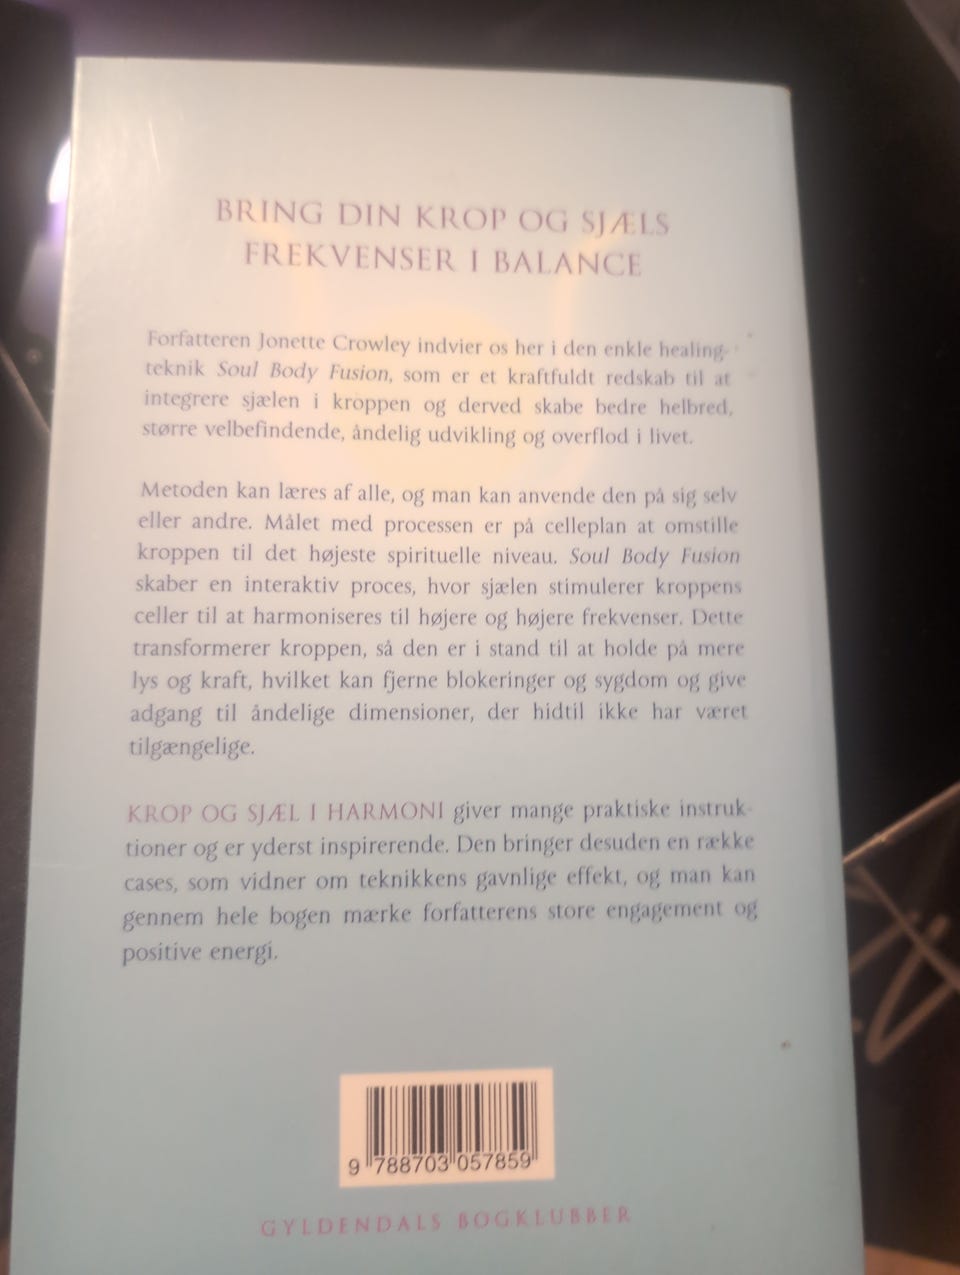 BRING DIN KROP OG SJÆLS
FREKVENSER I BALANCE
Forfatteren Jonette Crowley indvier os her i den enkle healing-
teknik Soul Body Fusion, som er et kraftfuldt redskab til at
integrere sjælen i kroppen og derved skabe bedre helbred,
større velbefindende, åndelig udvikling og overflod i livet.
Metoden kan læres af alle, og man kan anvende den på sig selv
eller andre. Målet med processen er på celleplan at omstille
kroppen til det højeste spirituelle niveau. Soul Body Fusion
skaber en interaktiv proces, hvor sjælen stimulerer kroppens
celler til at harmoniseres til højere og højere frekvenser. Dette
transformerer kroppen, så den er i stand til at holde på mere
lys og kraft, hvilket kan fjerne blokeringer og sygdom og give
adgang til åndelige dimensioner, der hidtil ikke har været
tilgængelige.
KROP OG SJÆL I HARMONI giver mange praktiske instruk-
tioner og er yderst inspirerende. Den bringer desuden en række
cases, som vidner om teknikkens gavnlige effekt, og man kan
gennem hele bogen mærke forfatterens store engagement og
positive energi.
9 788703 057859
GYLDENDALS BOGKLUBBER